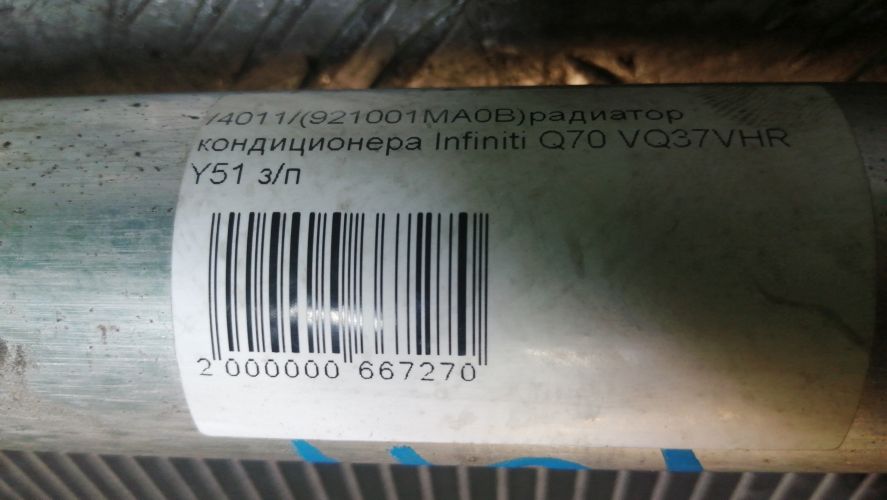 /4011/(921001MA0B)радиатор
кондиционера Infiniti Q70 VQ37VHR
Y51 з/п
2 000000 667270